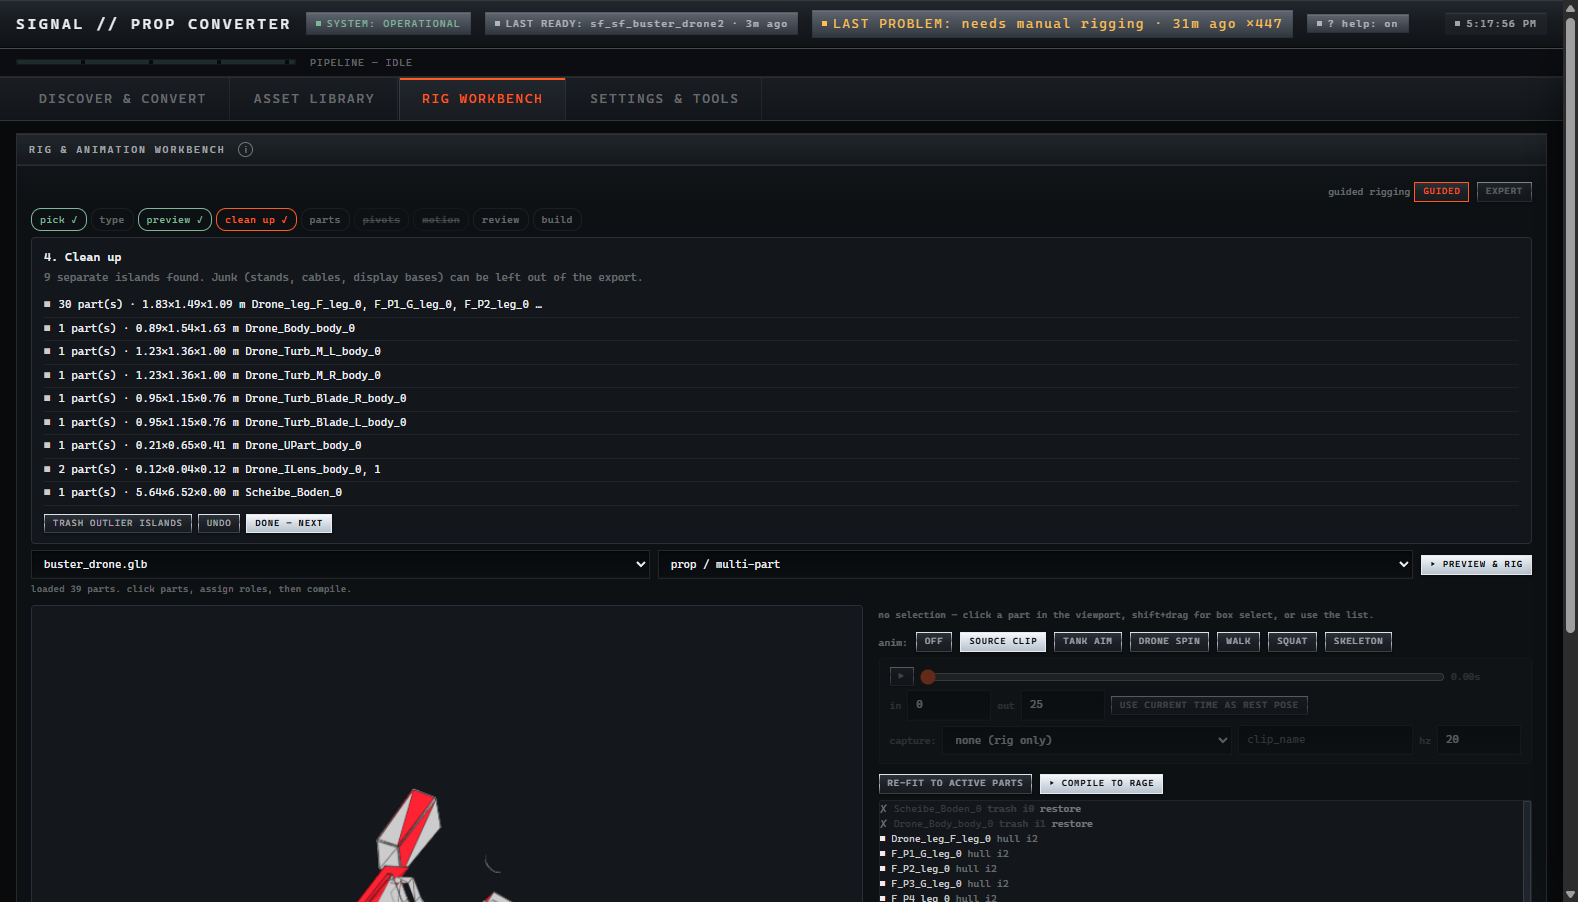 SIGNAL // PROP CONVERTER
SYSTEM: OPERATIONAL
LAST READY: sf_sf_buster_drone2 · 3m ago
LAST PROBLEM: needs manual rigging · 31m ago ×447
? help: on
5:17:56 PM
PIPELINE — IDLE
DISCOVER & CONVERT
ASSET LIBRARY
RIG WORKBENCH
SETTINGS & TOOLS
RIG & ANIMATION WORKBENCH i
guided rigging GUIDED EXPERT
pick ✓ type preview ✓ clean up ✓ parts pivots motion review build
4. Clean up
9 separate islands found. Junk (stands, cables, display bases) can be left out of the export.
30 part(s) · 1.83×1.49×1.09 m Drone_leg_F_leg_0, F_P1_G_leg_0, F_P2_leg_0 …
1 part(s) · 0.89×1.54×1.63 m Drone_Body_body_0
1 part(s) · 1.23×1.36×1.00 m Drone_Turb_M_L_body_0
1 part(s) · 1.23×1.36×1.00 m Drone_Turb_M_R_body_0
1 part(s) · 0.95×1.15×0.76 m Drone_Turb_Blade_R_body_0
1 part(s) · 0.95×1.15×0.76 m Drone_Turb_Blade_L_body_0
1 part(s) · 0.21×0.65×0.41 m Drone_UPart_body_0
2 part(s) · 0.12×0.04×0.12 m Drone_ILens_body_0, 1
1 part(s) · 5.64×6.52×0.00 m Scheibe_Boden_0
TRASH OUTLIER ISLANDS UNDO DONE — NEXT
buster_drone.glb
prop / multi-part
▸ PREVIEW & RIG
loaded 39 parts. click parts, assign roles, then compile.
no selection — click a part in the viewport, shift+drag for box select, or use the list.
anim: OFF SOURCE CLIP TANK AIM DRONE SPIN WALK SQUAT SKELETON
0.00s
in 0 out 25 USE CURRENT TIME AS REST POSE
capture: none (rig only) clip_name hz 20
RE-FIT TO ACTIVE PARTS ▸ COMPILE TO RAGE
✗ Scheibe_Boden_0 trash i0 restore
✗ Drone_Body_body_0 trash i1 restore
Drone_leg_F_leg_0 hull i2
F_P1_G_leg_0 hull i2
F_P2_leg_0 hull i2
F_P3_G_leg_0 hull i2
F_P4_leg_0 hull i2